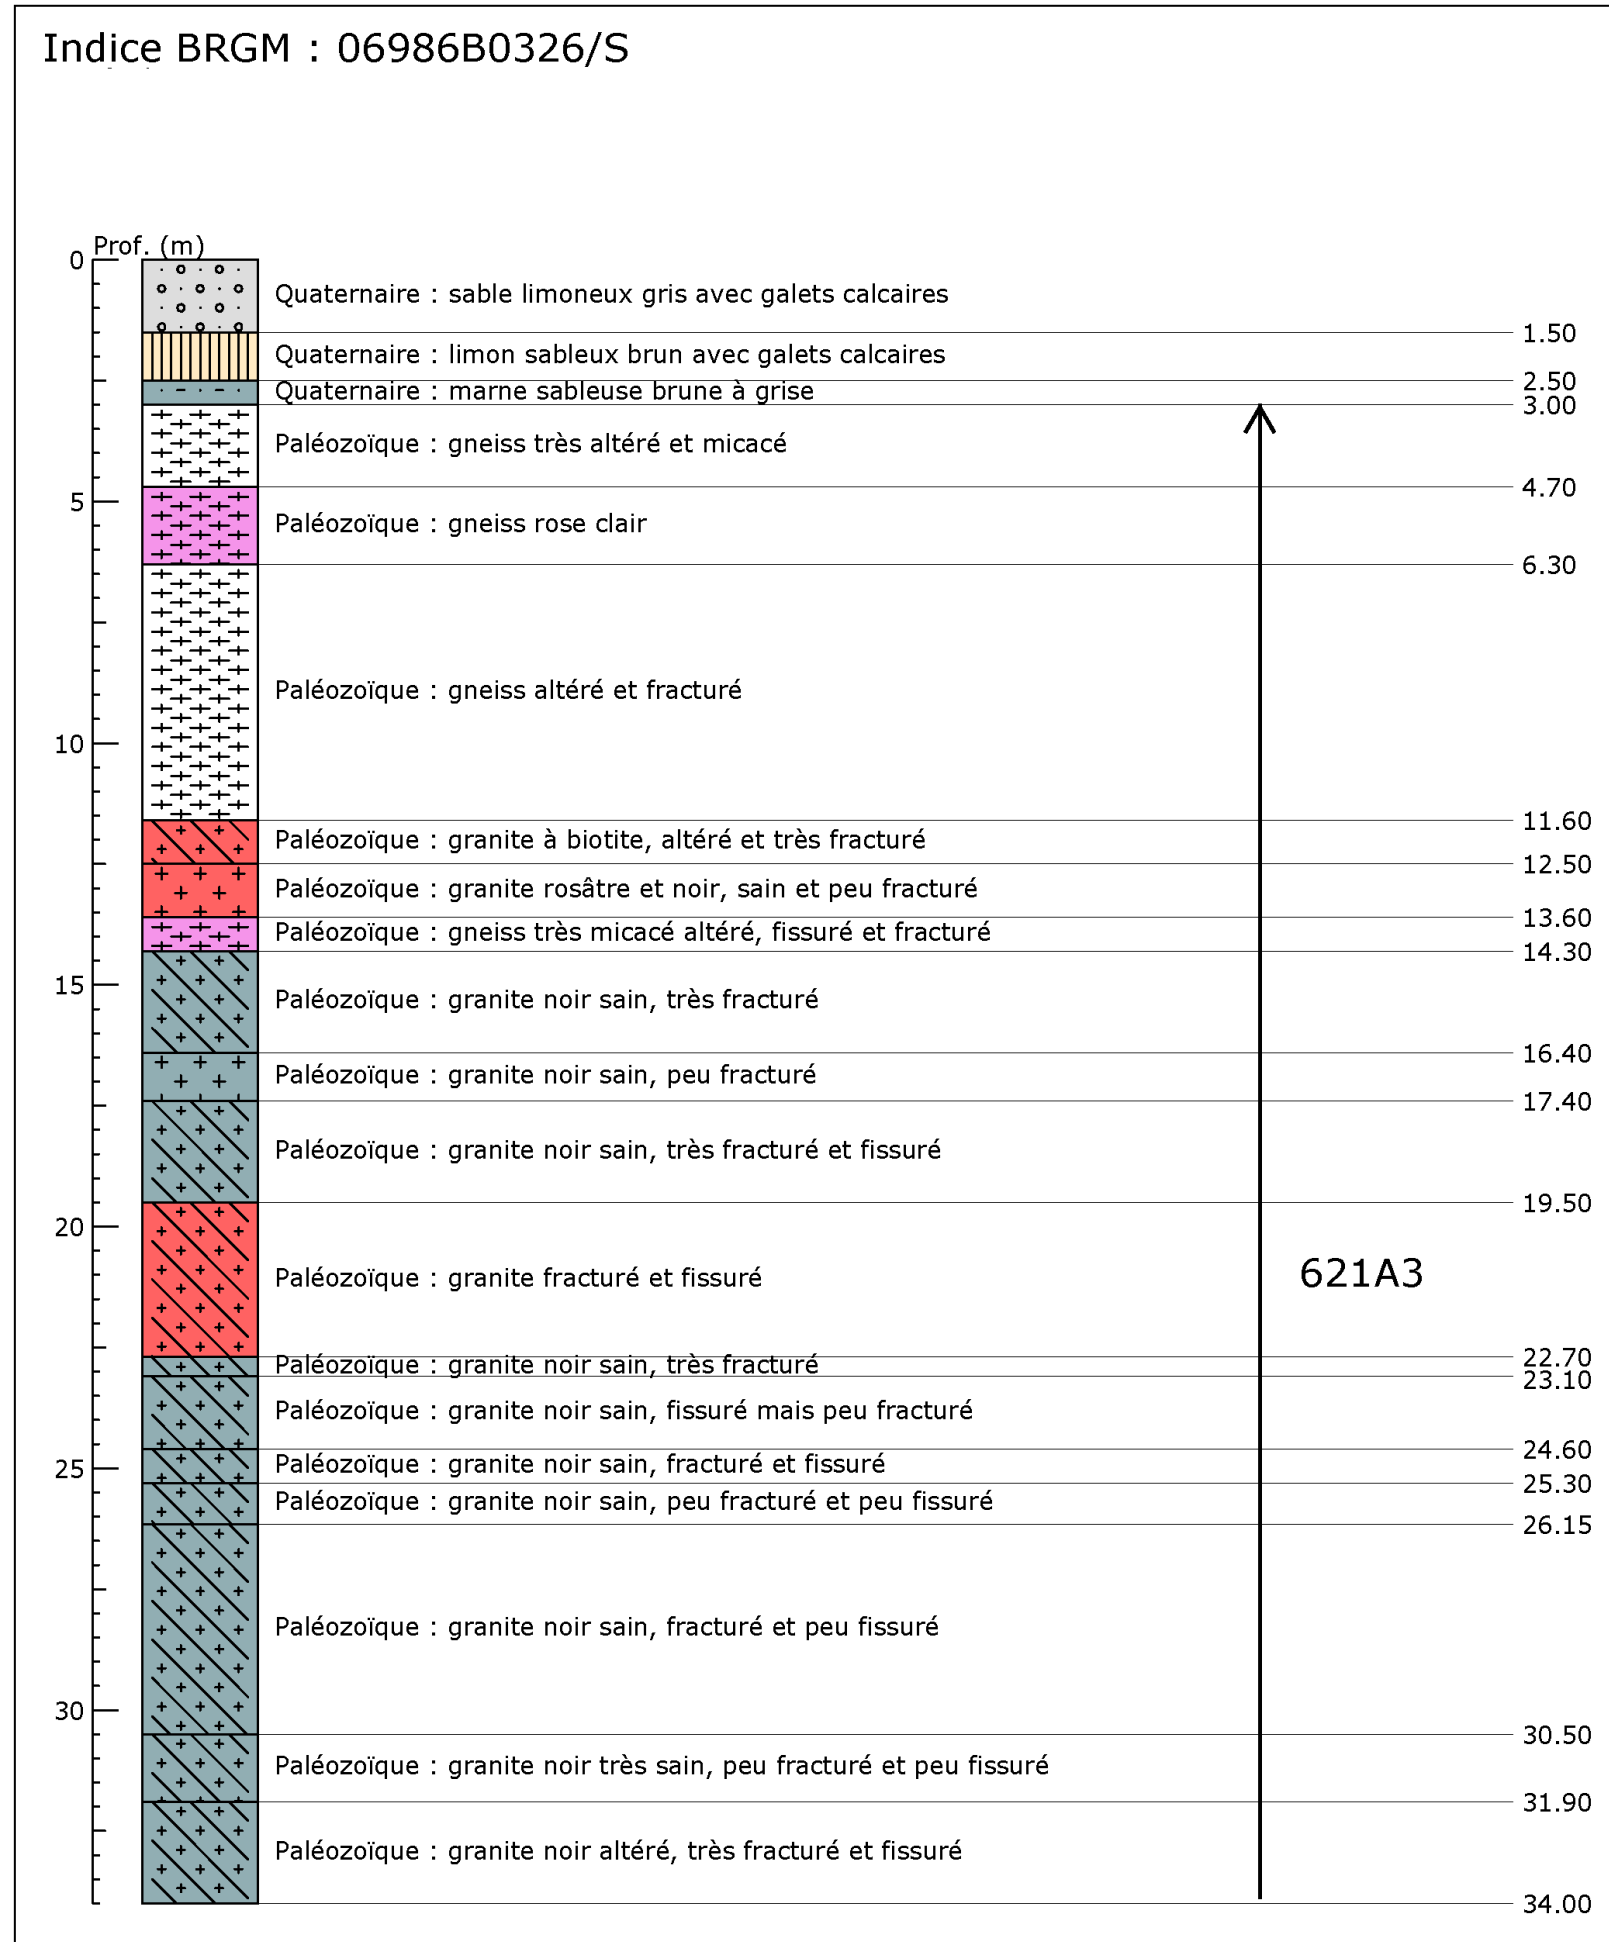 Indice BRGM : 06986B0326/S
Prof. (m)
0
Quaternaire : sable limoneux gris avec galets calcaires
1.50
Quaternaire : limon sableux brun avec galets calcaires
2.50
Quaternaire : marne sableuse brune à grise
3.00
Paléozoïque : gneiss très altéré et micacé
4.70
5
Paléozoïque : gneiss rose clair
6.30
Paléozoïque : gneiss altéré et fracturé
10
11.60
Paléozoïque : granite à biotite, altéré et très fracturé
12.50
Paléozoïque : granite rosâtre et noir, sain et peu fracturé
13.60
Paléozoïque : gneiss très micacé altéré, fissuré et fracturé
14.30
15
Paléozoïque : granite noir sain, très fracturé
16.40
Paléozoïque : granite noir sain, peu fracturé
17.40
Paléozoïque : granite noir sain, très fracturé et fissuré
19.50
20
621A3
Paléozoïque : granite fracturé et fissuré
22.70
Paléozoïque : granite noir sain, très fracturé
23.10
Paléozoïque : granite noir sain, fissuré mais peu fracturé
24.60
25
Paléozoïque : granite noir sain, fracturé et fissuré
25.30
Paléozoïque : granite noir sain, peu fracturé et peu fissuré
26.15
Paléozoïque : granite noir sain, fracturé et peu fissuré
30
30.50
Paléozoïque : granite noir très sain, peu fracturé et peu fissuré
31.90
Paléozoïque : granite noir altéré, très fracturé et fissuré
34.00